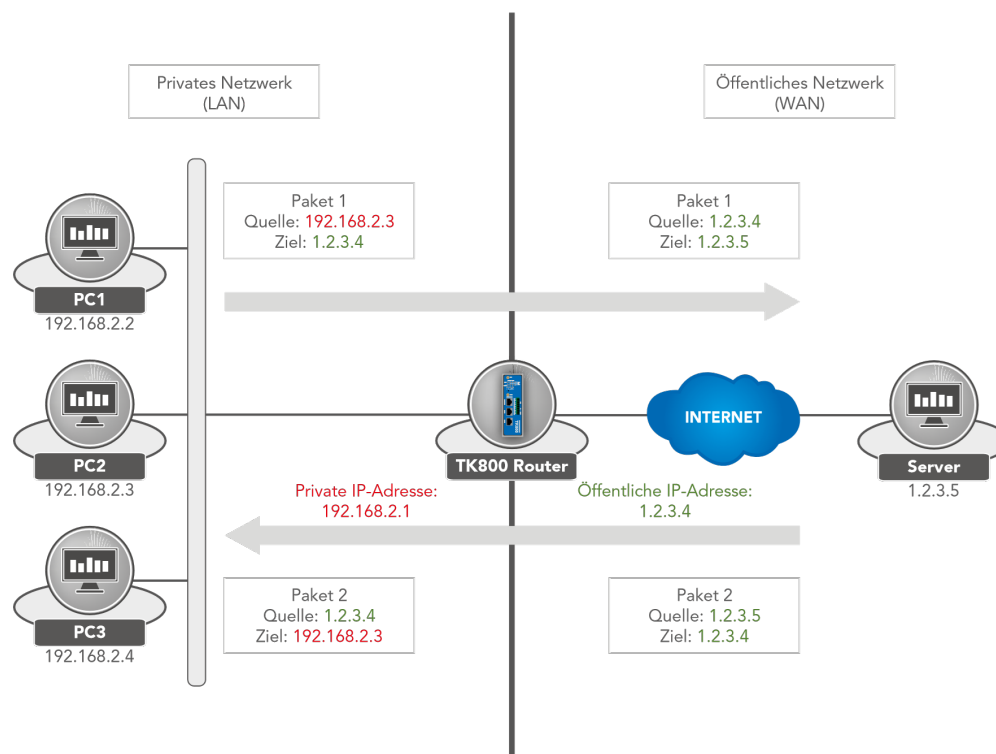 Privates Netzwerk
(LAN)
Öffentliches Netzwerk
(WAN)
Paket 1
Quelle: 192.168.2.3
Ziel: 1.2.3.4
Paket 1
Quelle: 1.2.3.4
Ziel: 1.2.3.5
PC1
192.168.2.2
PC2
192.168.2.3
TK800 Router
INTERNET
Server
1.2.3.5
Private IP-Adresse:
192.168.2.1
Öffentliche IP-Adresse:
1.2.3.4
PC3
192.168.2.4
Paket 2
Quelle: 1.2.3.4
Ziel: 192.168.2.3
Paket 2
Quelle: 1.2.3.5
Ziel: 1.2.3.4